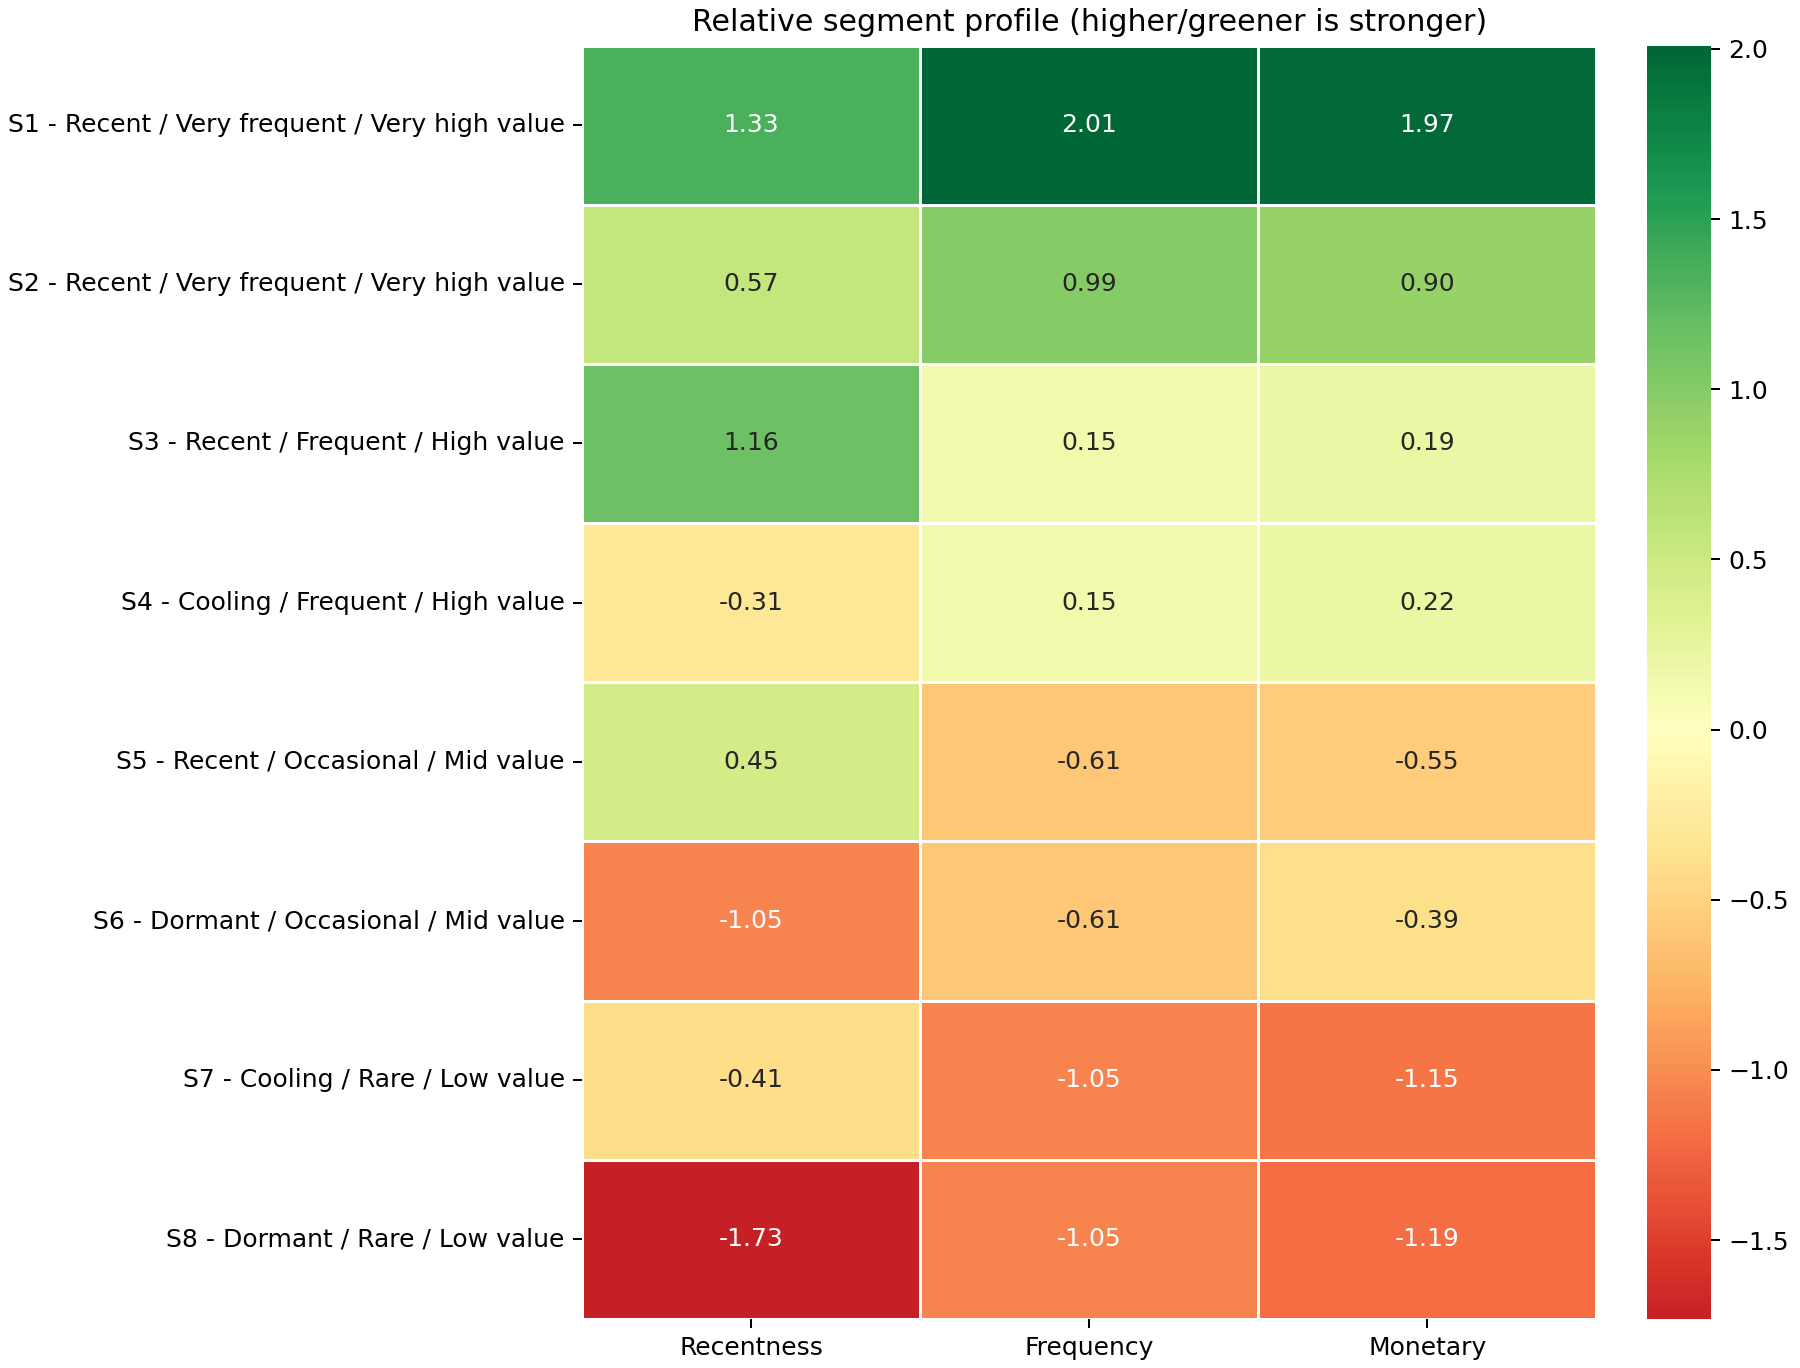 Relative segment profile (higher/greener is stronger)
S1 - Recent / Very frequent / Very high value 1.33 2.01 1.97
S2 - Recent / Very frequent / Very high value 0.57 0.99 0.90
S3 - Recent / Frequent / High value 1.16 0.15 0.19
S4 - Cooling / Frequent / High value -0.31 0.15 0.22
S5 - Recent / Occasional / Mid value 0.45 -0.61 -0.55
S6 - Dormant / Occasional / Mid value -1.05 -0.61 -0.39
S7 - Cooling / Rare / Low value -0.41 -1.05 -1.15
S8 - Dormant / Rare / Low value -1.73 -1.05 -1.19
Recentness Frequency Monetary
2.0
1.5
1.0
0.5
0.0
−0.5
−1.0
−1.5